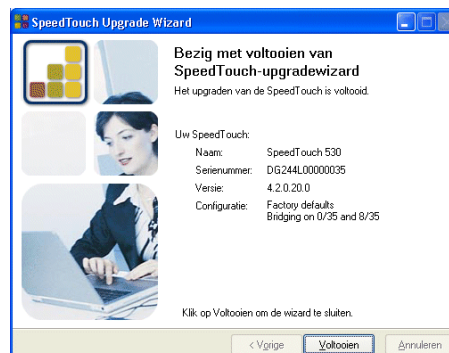 SpeedTouch Upgrade Wizard
Bezig met voltooien van
SpeedTouch-upgradewizard
Het upgraden van de SpeedTouch is voltooid.
Uw SpeedTouch:
Naam: SpeedTouch 530
Serienummer: DG244L00000035
Versie: 4.2.0.20.0
Configuratie: Factory defaults
Bridging on 0/35 and 8/35
Klik op Voltooien om de wizard te sluiten.
< Vorige Voltooien Annuleren